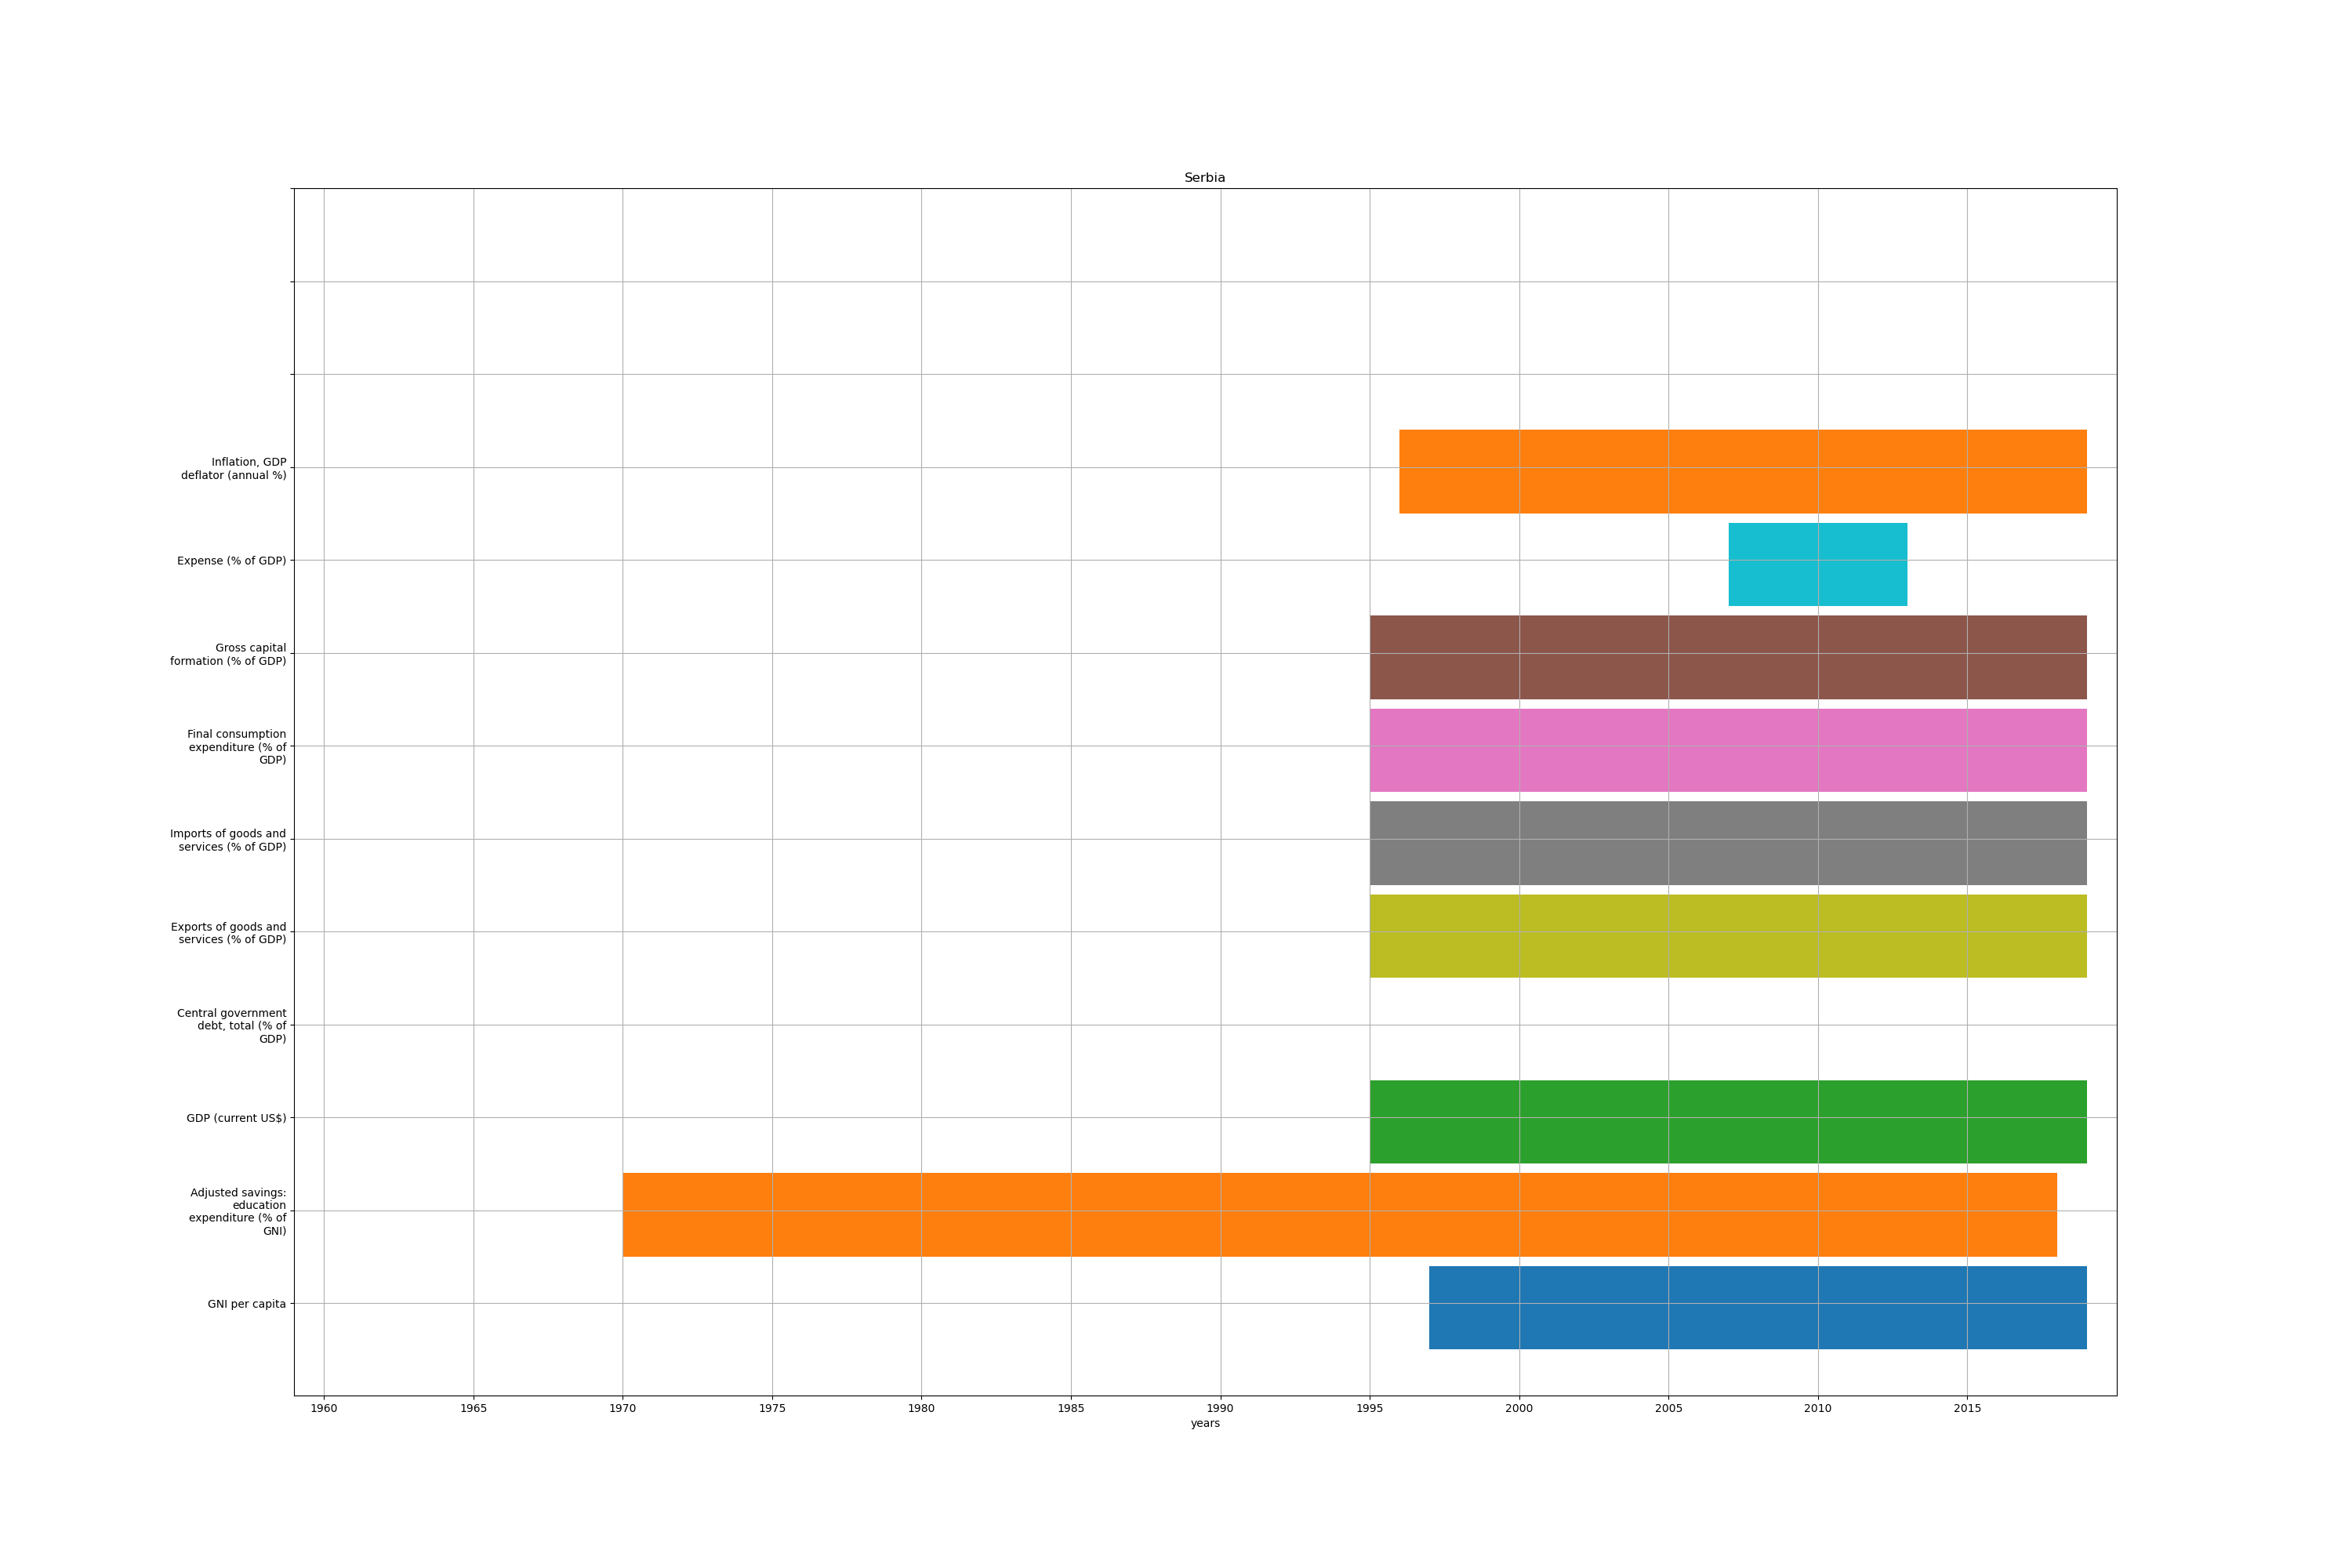 Serbia
Inflation, GDP
deflator (annual %)
Expense (% of GDP)
Gross capital
formation (% of GDP)
Final consumption
expenditure (% of
GDP)
Imports of goods and
services (% of GDP)
Exports of goods and
services (% of GDP)
Central government
debt, total (% of
GDP)
GDP (current US$)
Adjusted savings:
education
expenditure (% of
GNI)
GNI per capita
1960 1965 1970 1975 1980 1985 1990 1995 2000 2005 2010 2015
years